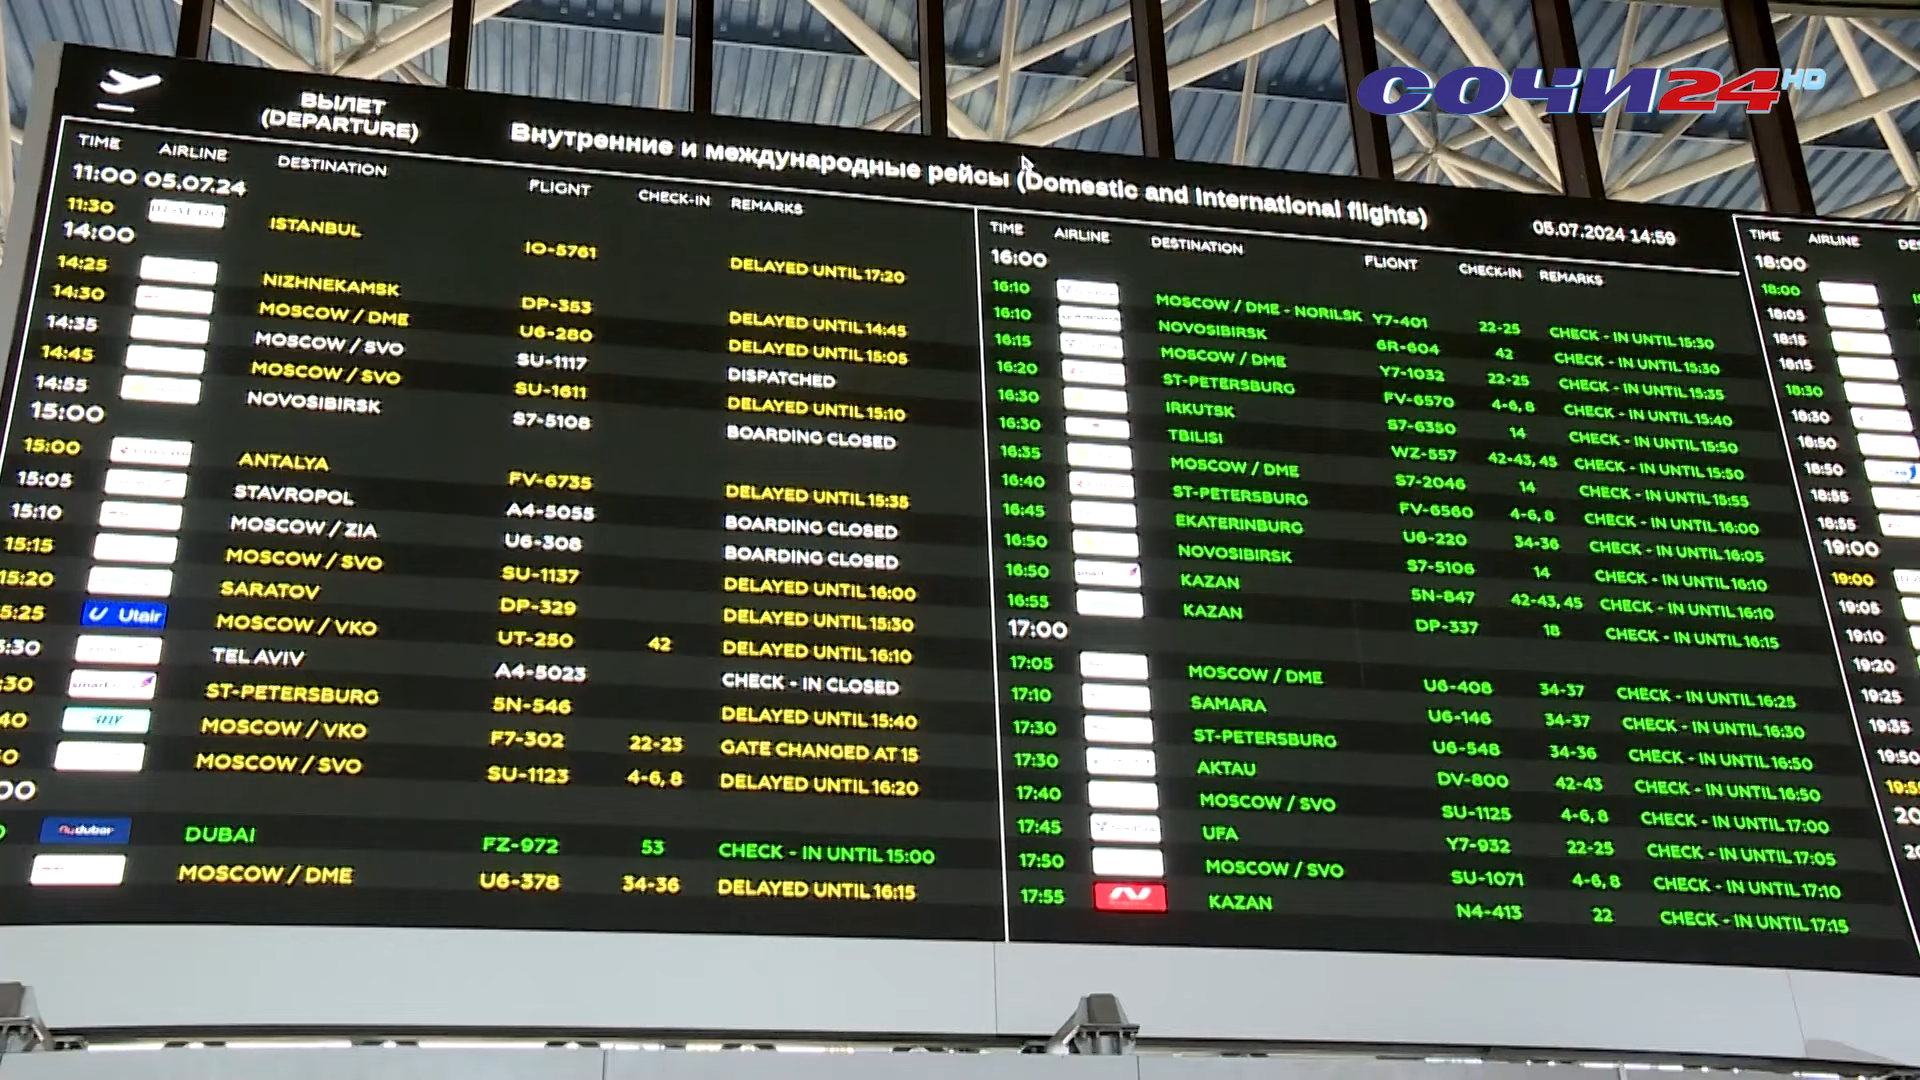 СОЧИ24 HD
ВЫЛЕТ
(DEPARTURE)
Внутренние и международные рейсы (Domestic and International flights)
05.07.2024 14:59
TIME AIRLINE DESTINATION FLIGHT CHECK-IN REMARKS
11:00 05.07.24
11:30 ISTANBUL IO-5761 DELAYED UNTIL 17:20
14:00
14:25 NIZHNEKAMSK DP-353 DELAYED UNTIL 14:45
14:30 MOSCOW / DME U6-280 DELAYED UNTIL 15:05
14:35 MOSCOW / SVO SU-1117 DISPATCHED
14:45 MOSCOW / SVO SU-1611 DELAYED UNTIL 15:10
14:55 NOVOSIBIRSK S7-5108 BOARDING CLOSED
15:00
15:00 ANTALYA FV-6735 DELAYED UNTIL 15:35
15:05 STAVROPOL A4-5055 BOARDING CLOSED
15:10 MOSCOW / ZIA U6-308 BOARDING CLOSED
15:15 MOSCOW / SVO SU-1137 DELAYED UNTIL 16:00
15:20 SARATOV DP-329 DELAYED UNTIL 15:30
5:25 Utair MOSCOW / VKO UT-250 42 DELAYED UNTIL 16:10
5:30 TEL AVIV A4-5023 CHECK - IN CLOSED
:30 ST-PETERSBURG 5N-546 DELAYED UNTIL 15:40
40 MOSCOW / VKO F7-302 22-23 GATE CHANGED AT 15
0 MOSCOW / SVO SU-1123 4-6, 8 DELAYED UNTIL 16:20
00
0 flydubai DUBAI FZ-972 53 CHECK - IN UNTIL 15:00
MOSCOW / DME U6-378 34-36 DELAYED UNTIL 16:15
TIME AIRLINE DESTINATION FLIGHT CHECK-IN REMARKS
16:00
16:10 MOSCOW / DME - NORILSK Y7-401 22-25 CHECK - IN UNTIL 15:30
16:10 NOVOSIBIRSK 6R-604 42 CHECK - IN UNTIL 15:30
16:15 MOSCOW / DME Y7-1032 22-25 CHECK - IN UNTIL 15:35
16:20 ST-PETERSBURG FV-6570 4-6, 8 CHECK - IN UNTIL 15:40
16:30 IRKUTSK S7-6350 14 CHECK - IN UNTIL 15:50
16:30 TBILISI WZ-557 42-43, 45 CHECK - IN UNTIL 15:50
16:35 MOSCOW / DME S7-2046 14 CHECK - IN UNTIL 15:55
16:40 ST-PETERSBURG FV-6560 4-6, 8 CHECK - IN UNTIL 16:00
16:45 EKATERINBURG U6-220 34-36 CHECK - IN UNTIL 16:05
16:50 NOVOSIBIRSK S7-5106 14 CHECK - IN UNTIL 16:10
16:50 KAZAN 5N-847 42-43, 45 CHECK - IN UNTIL 16:10
16:55 KAZAN DP-337 18 CHECK - IN UNTIL 16:15
17:00
17:05 MOSCOW / DME U6-408 34-37 CHECK - IN UNTIL 16:25
17:10 SAMARA U6-146 34-37 CHECK - IN UNTIL 16:30
17:30 ST-PETERSBURG U6-548 34-36 CHECK - IN UNTIL 16:50
17:30 AKTAU DV-800 42-43 CHECK - IN UNTIL 16:50
17:40 MOSCOW / SVO SU-1125 4-6, 8 CHECK - IN UNTIL 17:00
17:45 UFA Y7-932 22-25 CHECK - IN UNTIL 17:05
17:50 MOSCOW / SVO SU-1071 4-6, 8 CHECK - IN UNTIL 17:10
17:55 KAZAN N4-413 22 CHECK - IN UNTIL 17:15
TIME AIRLINE DES
18:00
18:00
18:05
18:15
18:15
18:30
18:30
18:50
18:50
18:55
18:55
19:00
19:00
19:05
19:10
19:20
19:25
19:35
19:50
19:5
20
20